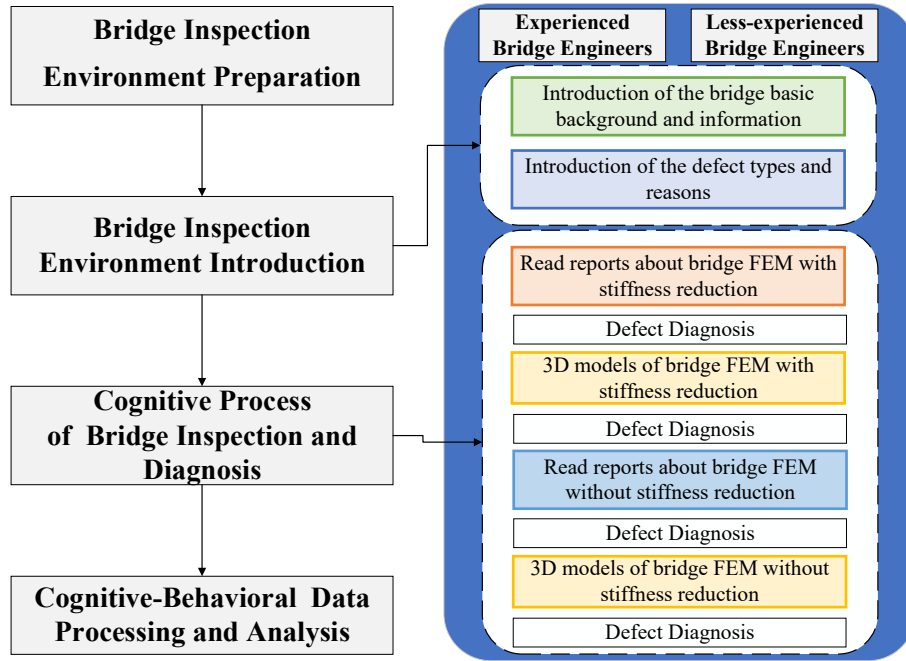 Bridge Inspection
Environment Preparation
Bridge Inspection
Environment Introduction
Cognitive Process
of Bridge Inspection and
Diagnosis
Cognitive-Behavioral Data
Processing and Analysis
Experienced
Bridge Engineers
Less-experienced
Bridge Engineers
Introduction of the bridge basic
background and information
Introduction of the defect types and
reasons
Read reports about bridge FEM with
stiffness reduction
Defect Diagnosis
3D models of bridge FEM with
stiffness reduction
Defect Diagnosis
Read reports about bridge FEM
without stiffness reduction
Defect Diagnosis
3D models of bridge FEM without
stiffness reduction
Defect Diagnosis